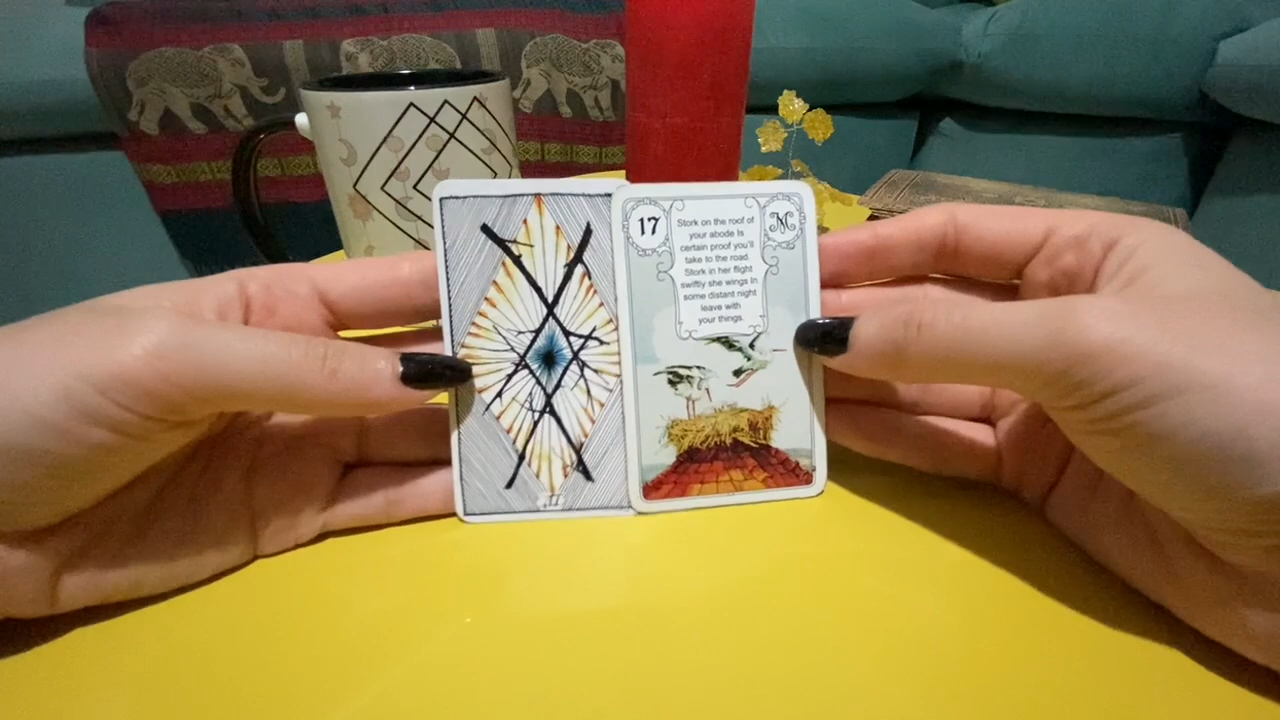 17
Stork on the roof of
your abode Is
certain proof you'll
take to the road.
Stork in her flight
swiftly she wings In
some distant night
leave with
your things.